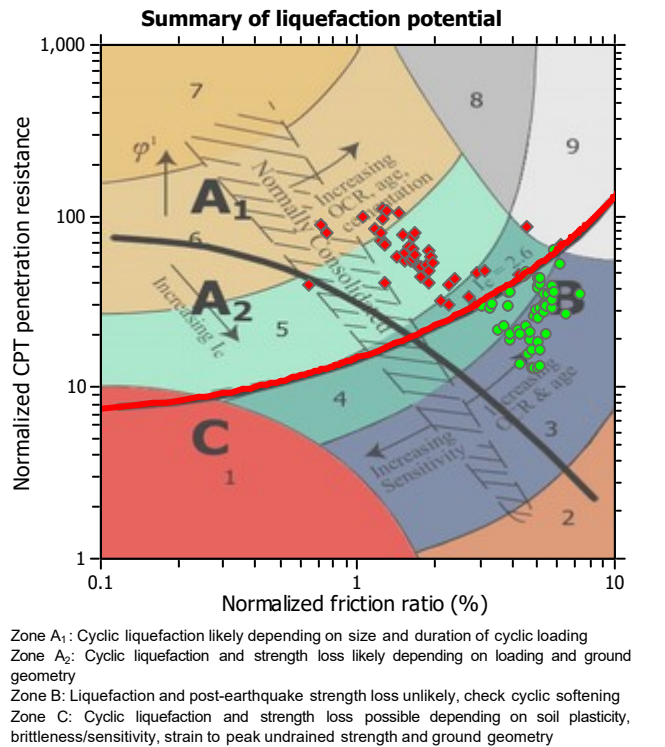 Summary of liquefaction potential
1,000
100
10
1
Normalized CPT penetration resistance
7
8
9
φ'
A1
6
A2
5
4
C
1
B
3
2
Increasing
OCR, age,
cementation
Normally Consolidated
Ic = 2.6
Increasing Ic
Increasing
OCR & age
Increasing
Sensitivity
0.1
1
10
Normalized friction ratio (%)
Zone A1: Cyclic liquefaction likely depending on size and duration of cyclic loading
Zone A2: Cyclic liquefaction and strength loss likely depending on loading and ground
geometry
Zone B: Liquefaction and post-earthquake strength loss unlikely, check cyclic softening
Zone C: Cyclic liquefaction and strength loss possible depending on soil plasticity,
brittleness/sensitivity, strain to peak undrained strength and ground geometry